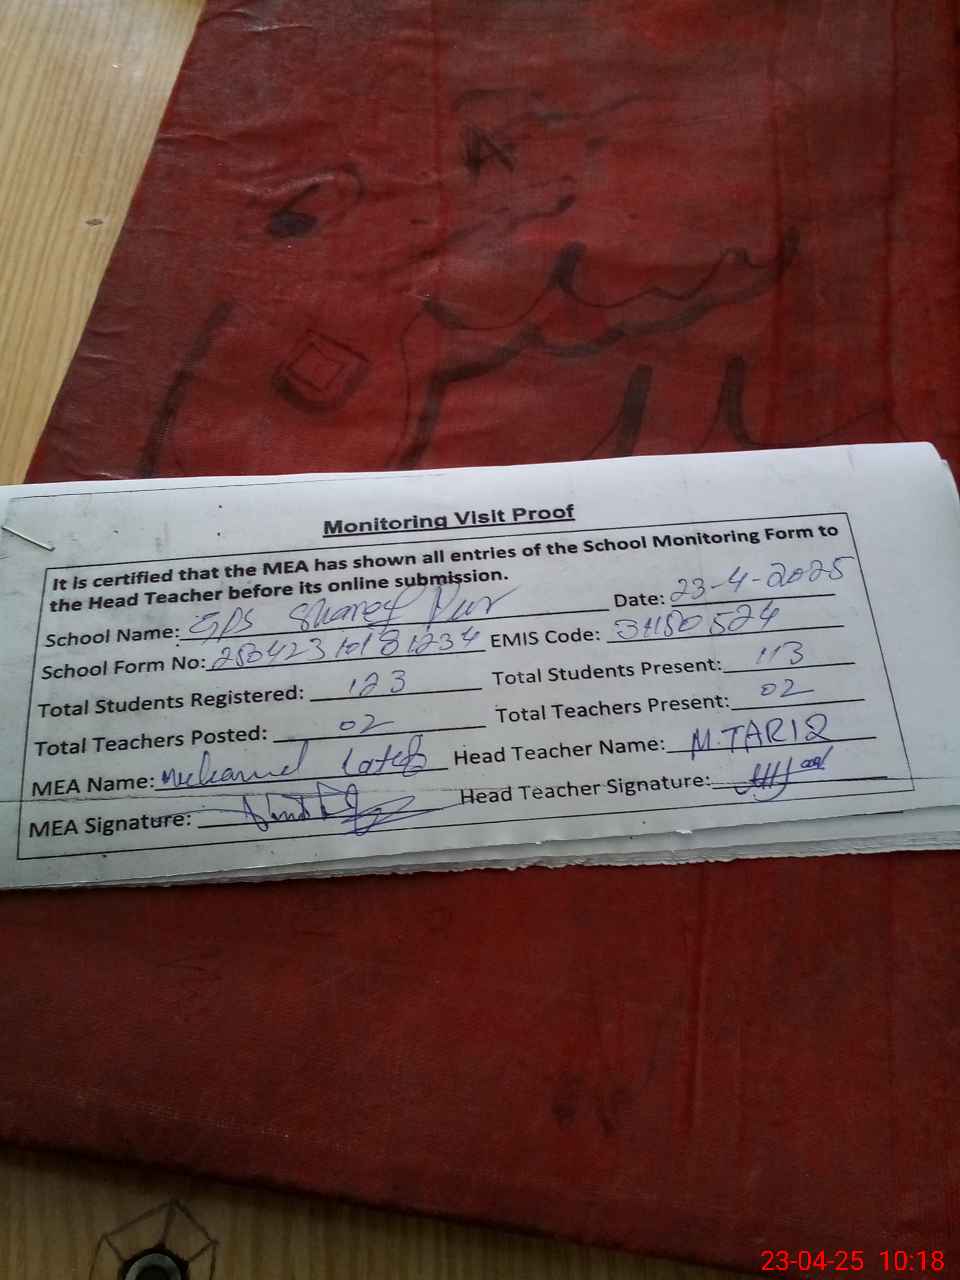 Monitoring Visit Proof
It is certified that the MEA has shown all entries of the School Monitoring Form to
the Head Teacher before its online submission.
School Name: GPS Shareef Pur Date: 23-4-2025
School Form No: EMIS Code: 31180524
Total Students Registered: 123 Total Students Present: 113
Total Teachers Posted: 02 Total Teachers Present: 02
MEA Name: Muhammad Lateef Head Teacher Name: M.TARIQ
MEA Signature: Head Teacher Signature:
23-04-25 10:18